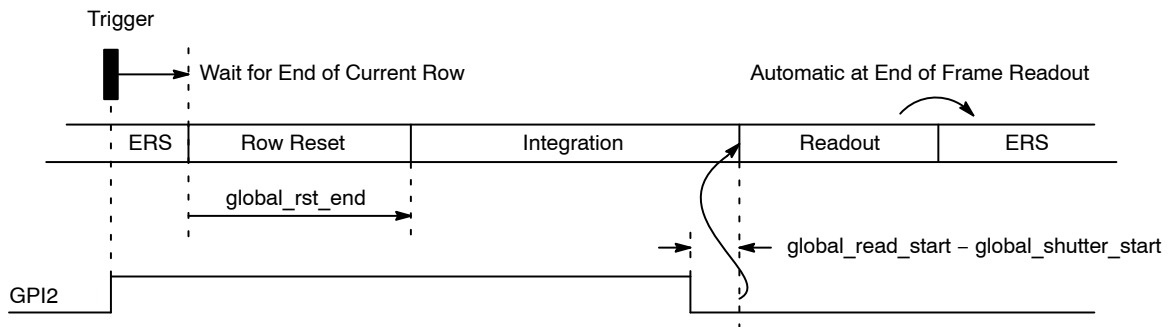 Trigger
Wait for End of Current Row
Automatic at End of Frame Readout
ERS
Row Reset
Integration
Readout
ERS
global_rst_end
global_read_start − global_shutter_start
GPI2